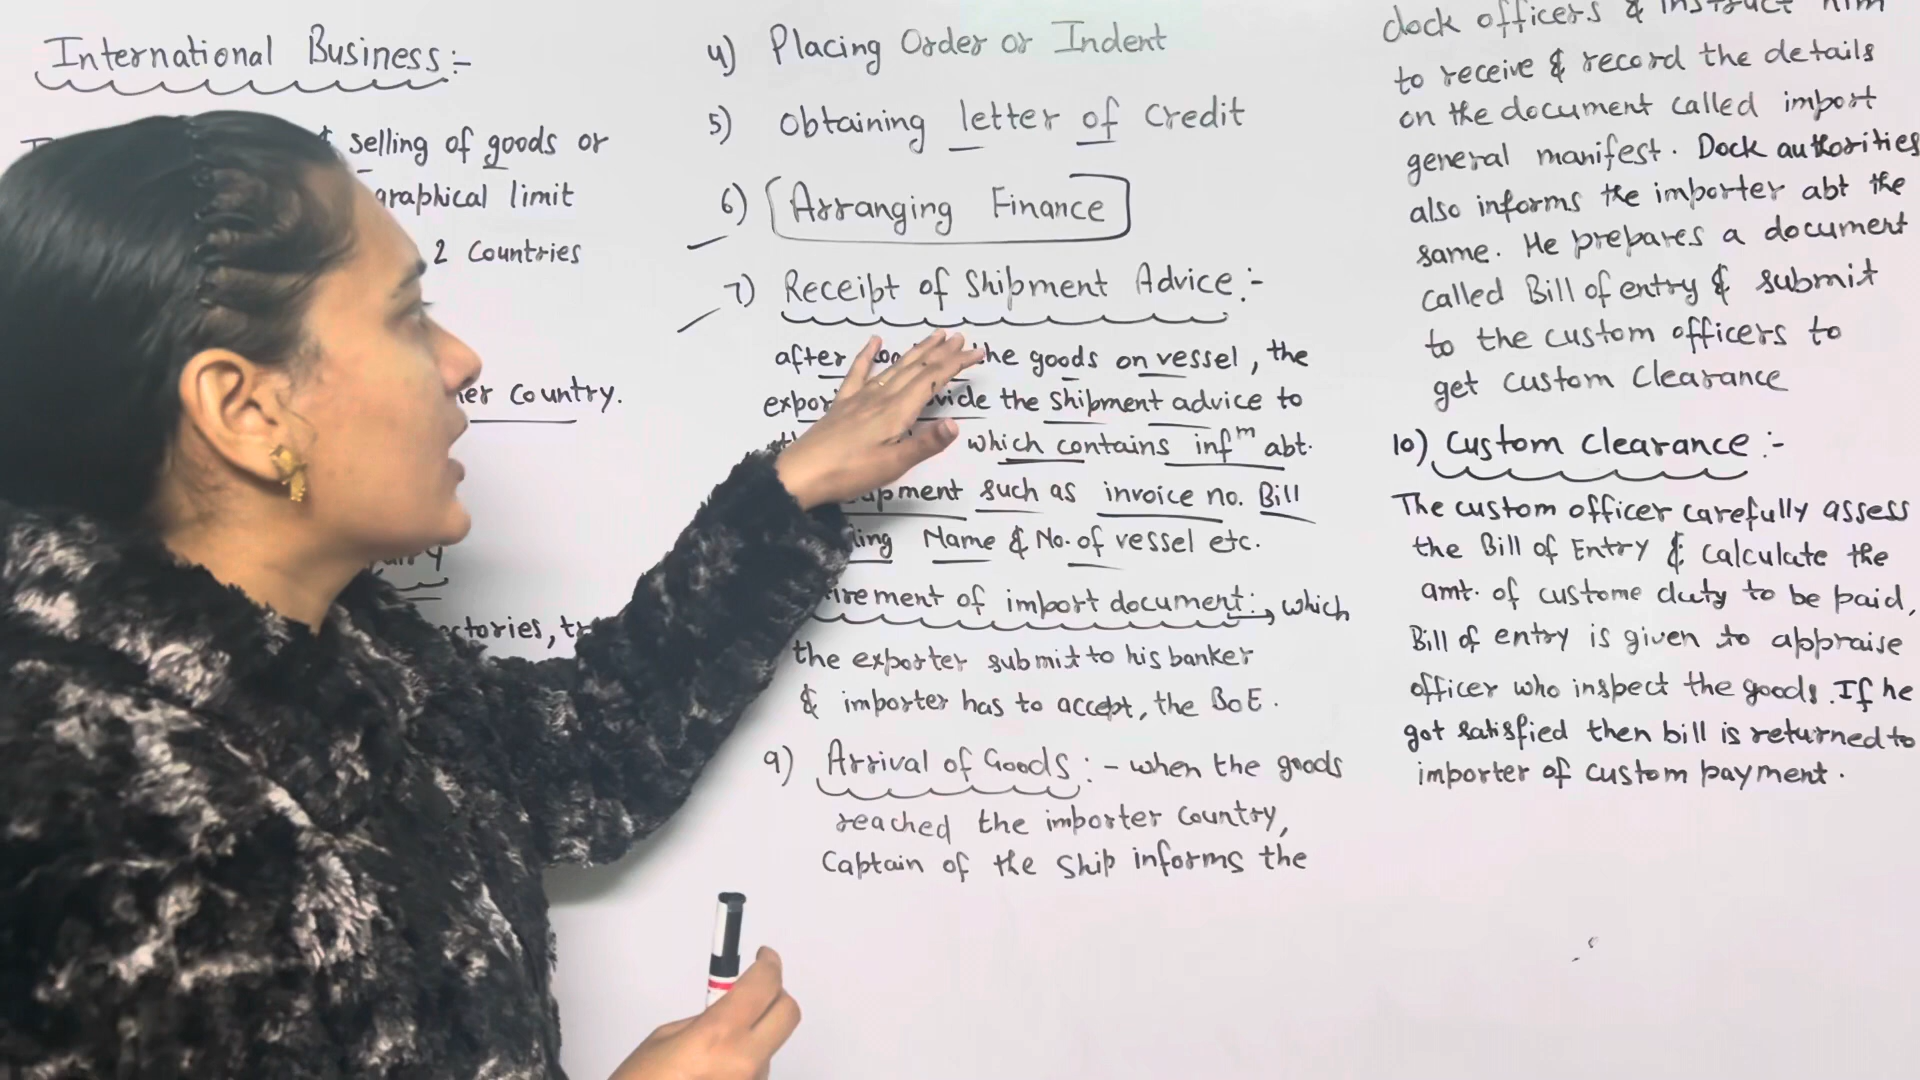 International Business:-
selling of goods or
graphical limit
2 Countries
Country.
4) Placing Order or Indent
5) Obtaining letter of Credit
6) Arranging Finance
7) Receipt of Shipment Advice:-
after the goods on vessel, the
the shipment advice to
which contains infm abt.
such as invoice no. Bill
Name & No. of vessel etc.
of import document: → which
the exporter submit to his banker
& importer has to accept, the BOE.
9) Arrival of Goods :- when the goods
reached the importer Country,
Captain of the Ship informs the
dock officers & instruct him
to receive & record the details
on the document called import
general manifest. Dock authorities
also informs the importer abt the
same. He prepares a document
called Bill of entry & submit
to the custom officers to
get custom clearance
10) Custom Clearance :-
The custom officer carefully assess
the Bill of Entry & calculate the
amt. of custome duty to be paid,
Bill of entry is given to appraise
officer who inspect the goods. If he
got satisfied then bill is returned to
importer of custom payment.